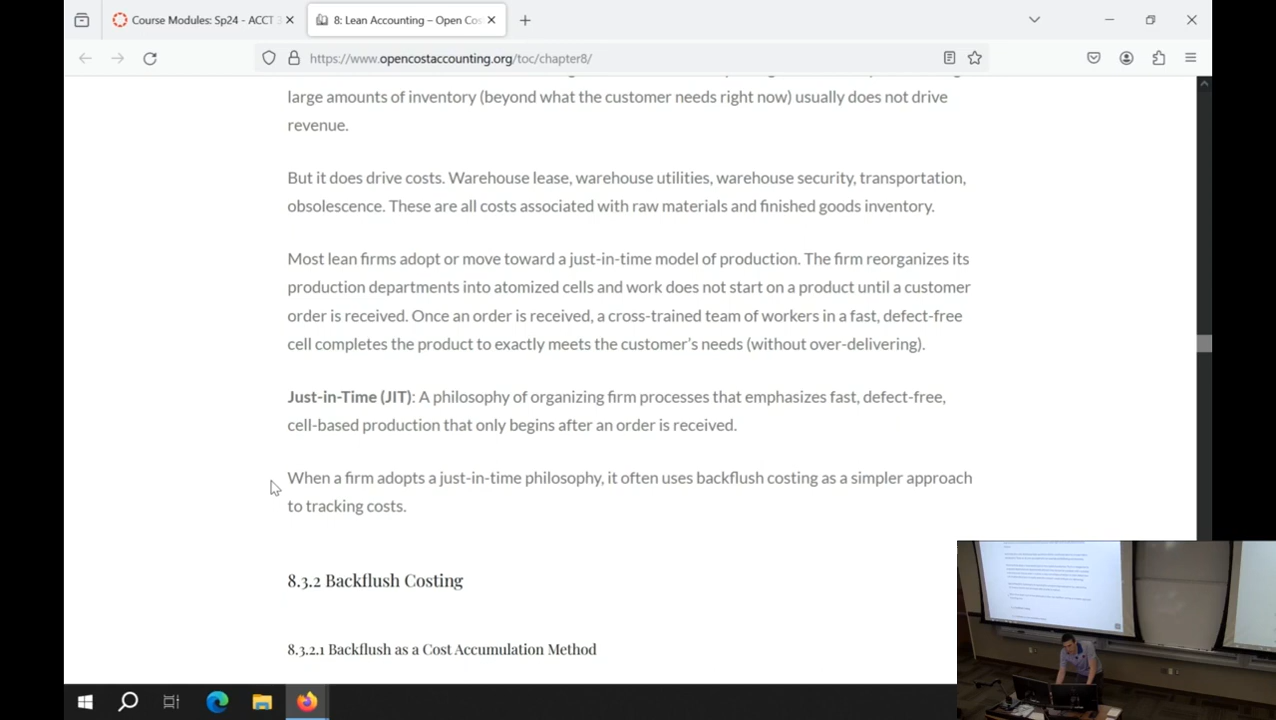 Course Modules: Sp24 - ACCT 3
8: Lean Accounting – Open Cos
https://www.opencostaccounting.org/toc/chapter8/
large amounts of inventory (beyond what the customer needs right now) usually does not drive
revenue.
But it does drive costs. Warehouse lease, warehouse utilities, warehouse security, transportation,
obsolescence. These are all costs associated with raw materials and finished goods inventory.
Most lean firms adopt or move toward a just-in-time model of production. The firm reorganizes its
production departments into atomized cells and work does not start on a product until a customer
order is received. Once an order is received, a cross-trained team of workers in a fast, defect-free
cell completes the product to exactly meets the customer's needs (without over-delivering).
Just-in-Time (JIT): A philosophy of organizing firm processes that emphasizes fast, defect-free,
cell-based production that only begins after an order is received.
When a firm adopts a just-in-time philosophy, it often uses backflush costing as a simpler approach
to tracking costs.
8.3.2 Backflush Costing
8.3.2.1 Backflush as a Cost Accumulation Method